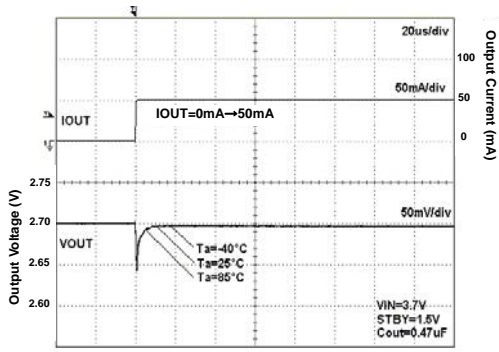 20us/div
100
50mA/div
IOUT=0mA→50mA
50
IOUT
0
Output Current (mA)
2.75
2.70
50mV/div
VOUT
Ta=-40°C
2.65
Ta=25°C
Ta=85°C
2.60
VIN=3.7V
STBY=1.5V
Cout=0.47uF
Output Voltage (V)